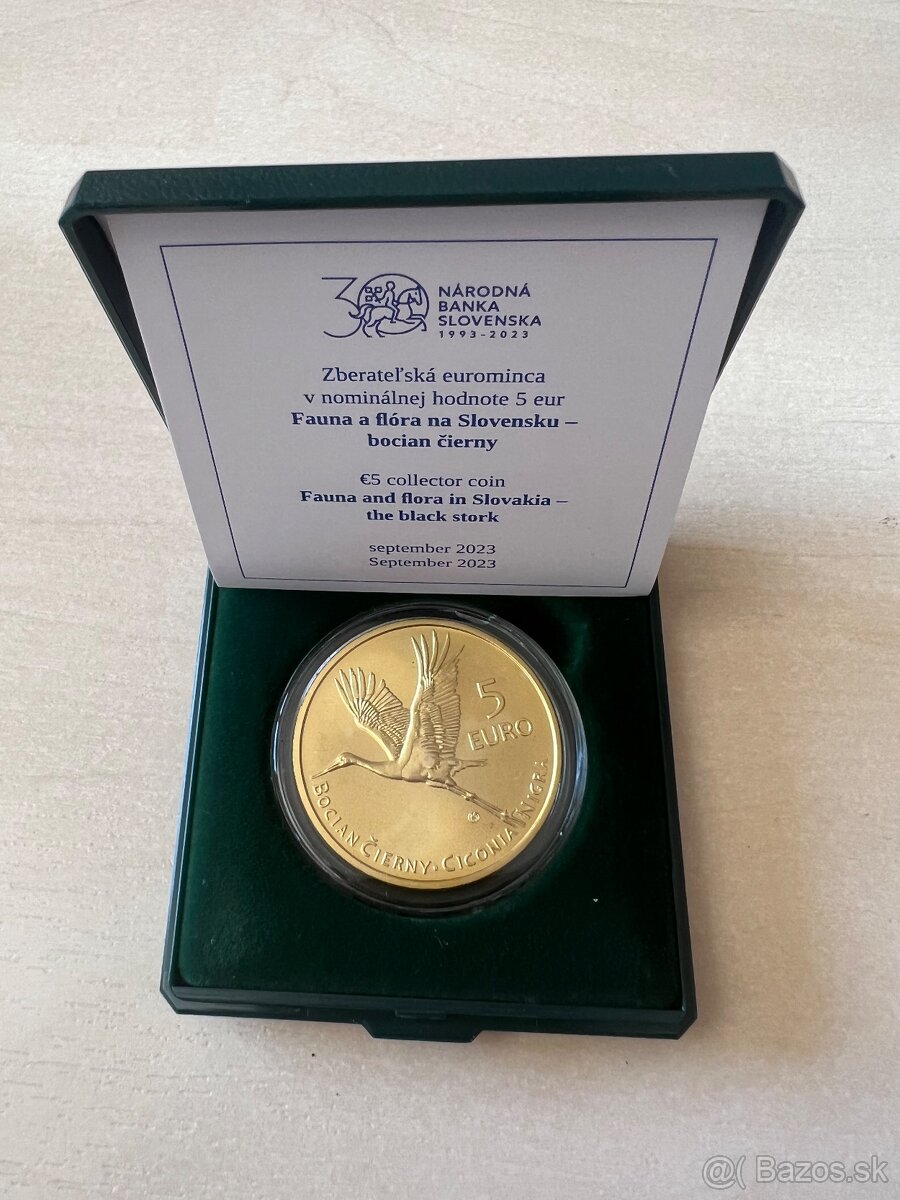 30 NÁRODNÁ
BANKA
SLOVENSKA
1993-2023
Zberateľská eurominca
v nominálnej hodnote 5 eur
Fauna a flóra na Slovensku –
bocian čierny
€5 collector coin
Fauna and flora in Slovakia –
the black stork
september 2023
September 2023
5
EURO
BOCIAN ČIERNY · CICONIA NIGRA
@( Bazos.sk